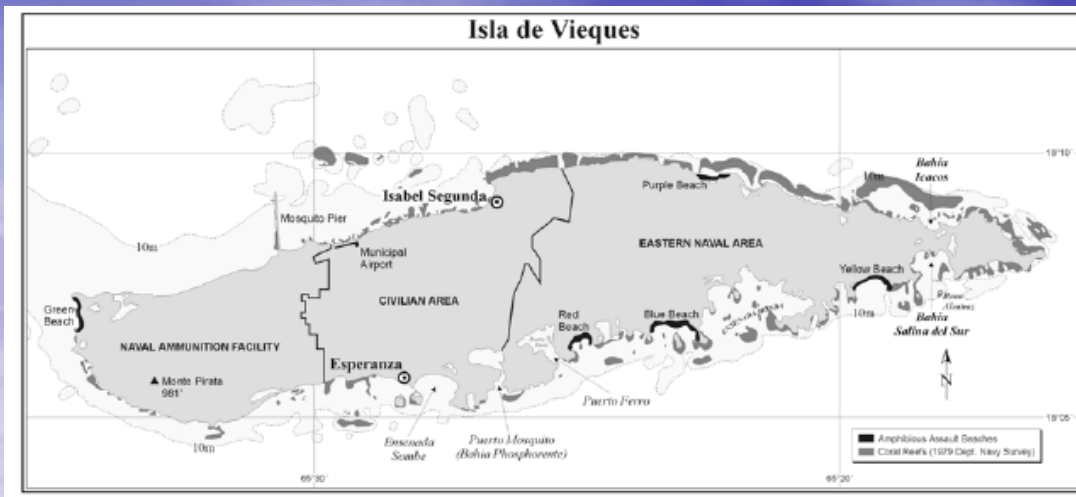 Isla de Vieques
18°10'
Bahia
Icacos
10m
Purple Beach
Isabel Segunda
Mosquito Pier
10m
Municipal
Airport
EASTERN NAVAL AREA
Yellow Beach
CIVILIAN AREA
Green
Beach
Red
Beach
Blue Beach
10m
Bahia
Salina del Sur
NAVAL AMMUNITION FACILITY
Esperanza
Monte Pirata
981'
N
Puerto Ferro
18°05'
10m
Ensenada
Sombe
Puerto Mosquito
(Bahia Phosphorente)
Amphibious Assault Beaches
Coral Reefs (1979 Dept. Navy Survey)
65°30'
65°20'